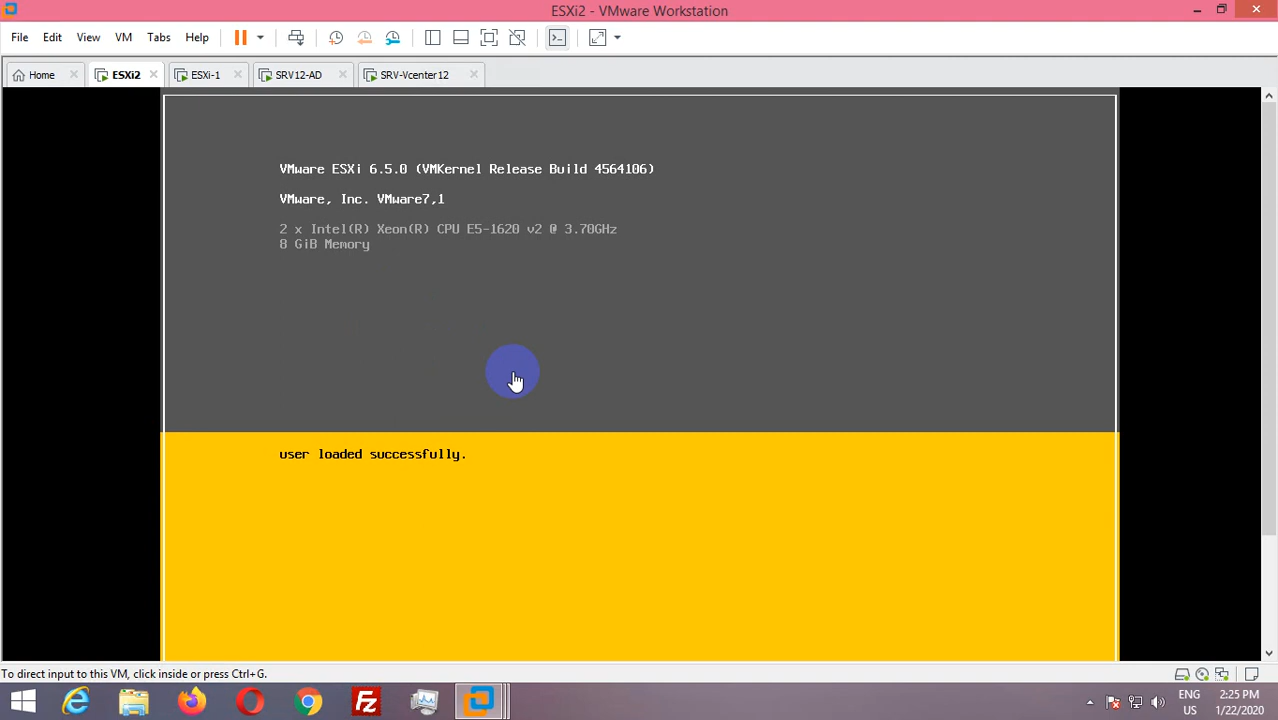 ESXi2 - VMware Workstation
File Edit View VM Tabs Help
Home ESXi2 ESXi-1 SRV12-AD SRV-Vcenter12
VMware ESXi 6.5.0 (VMKernel Release Build 4564106)
VMware, Inc. VMware7,1
2 x Intel(R) Xeon(R) CPU E5-1620 v2 @ 3.70GHz
8 GiB Memory
user loaded successfully.
To direct input to this VM, click inside or press Ctrl+G.
ENG 2:25 PM
US 1/22/2020